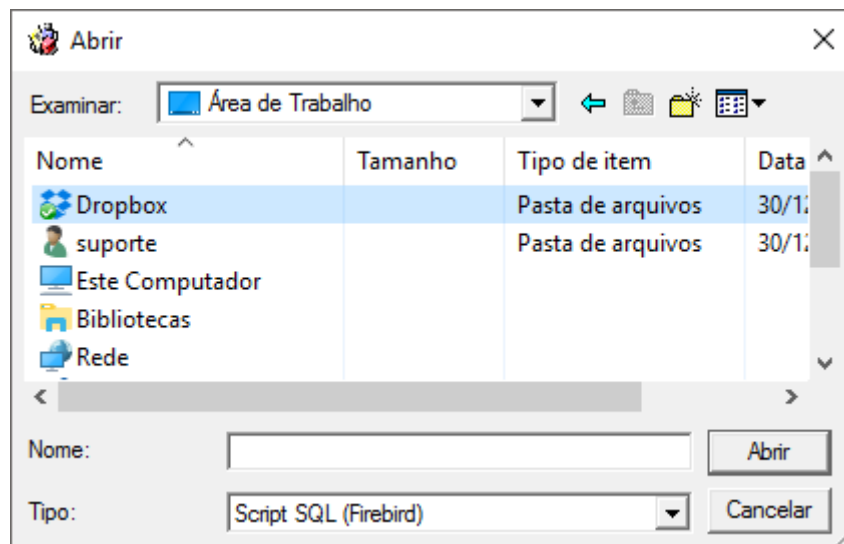 Abrir
Examinar: Área de Trabalho
Nome Tamanho Tipo de item Data
Dropbox Pasta de arquivos 30/12
suporte Pasta de arquivos 30/12
Este Computador
Bibliotecas
Rede
Nome: Abrir
Tipo: Script SQL (Firebird) Cancelar